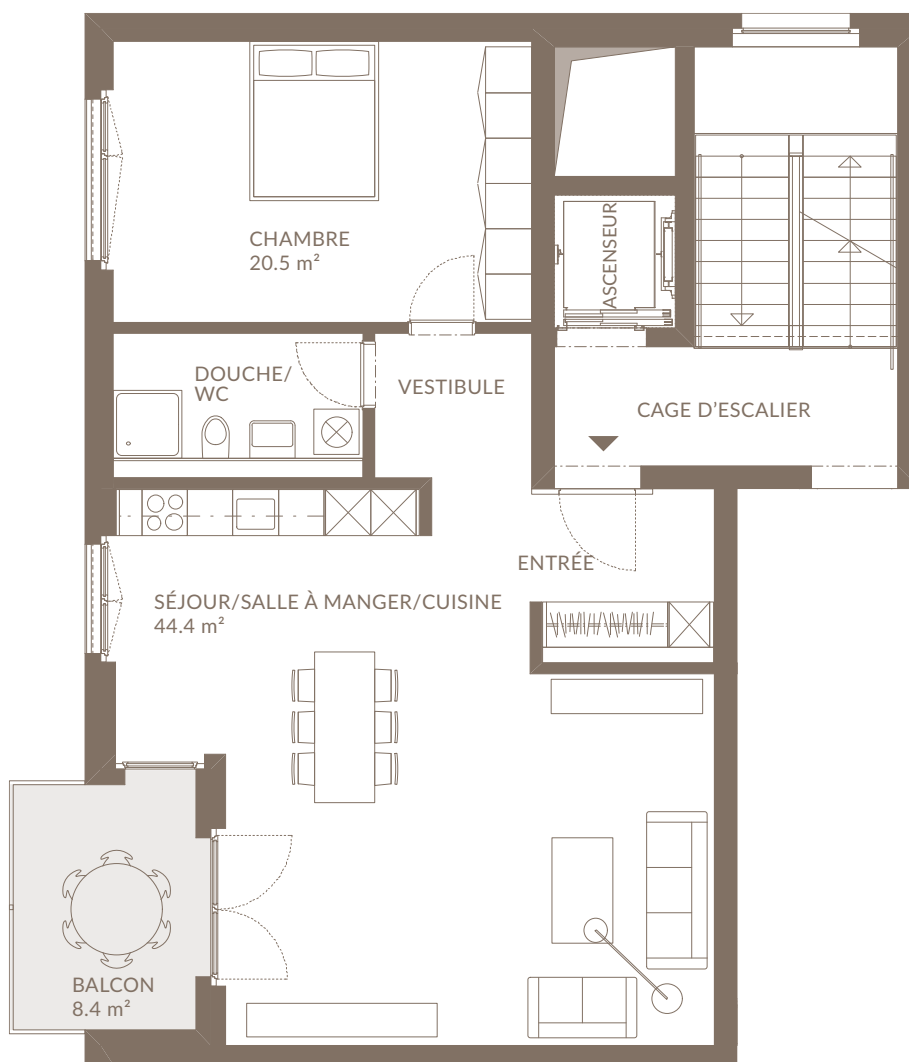 CHAMBRE
20.5 m²
ASCENSEUR
DOUCHE/
WC
VESTIBULE
CAGE D'ESCALIER
ENTRÉE
SÉJOUR/SALLE À MANGER/CUISINE
44.4 m²
BALCON
8.4 m²